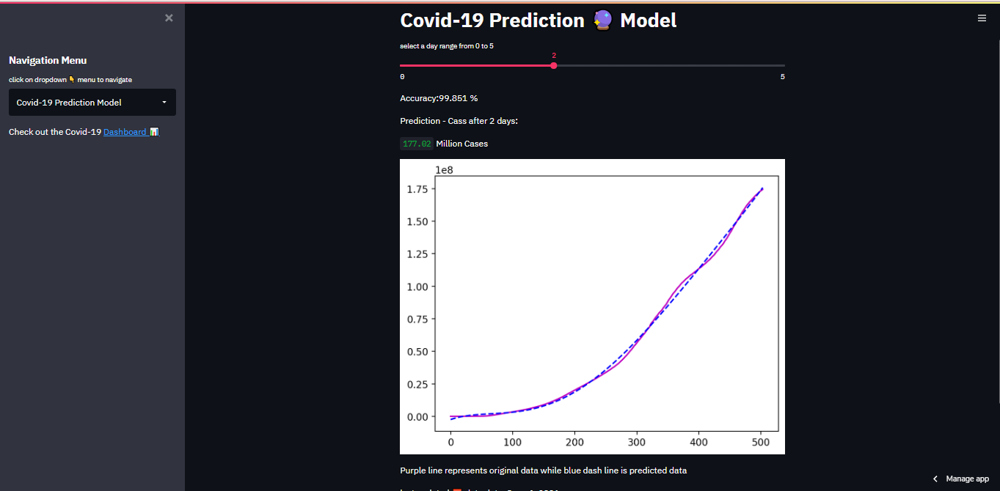 Navigation Menu
click on dropdown 👇 menu to navigate
Covid-19 Prediction Model
Check out the Covid-19 Dashboard 📊
Covid-19 Prediction 🔮 Model
select a day range from 0 to 5
2
0 5
Accuracy:99.851 %
Prediction - Cass after 2 days:
177.02 Million Cases
1e8
1.75
1.50
1.25
1.00
0.75
0.50
0.25
0.00
0 100 200 300 400 500
Purple line represents original data while blue dash line is predicted data
Manage app